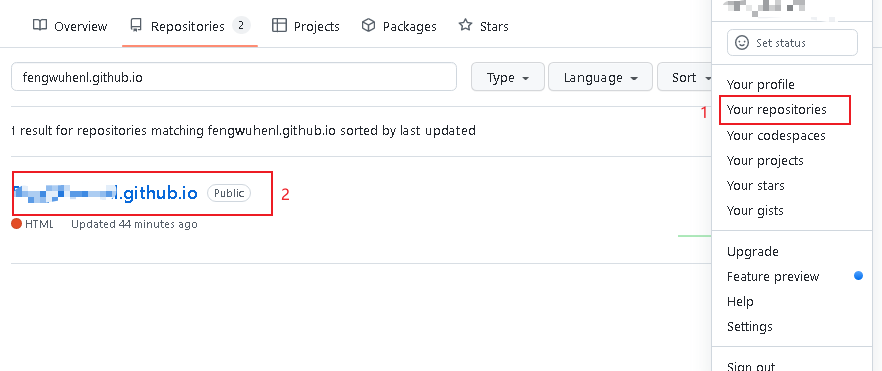 Overview Repositories 2 Projects Packages Stars
fengwuhenl.github.io Type Language Sort
1 result for repositories matching fengwuhenl.github.io sorted by last updated
l.github.io Public 2
HTML Updated 44 minutes ago
Set status
Your profile
1 Your repositories
Your codespaces
Your projects
Your stars
Your gists
Upgrade
Feature preview
Help
Settings
Sign out